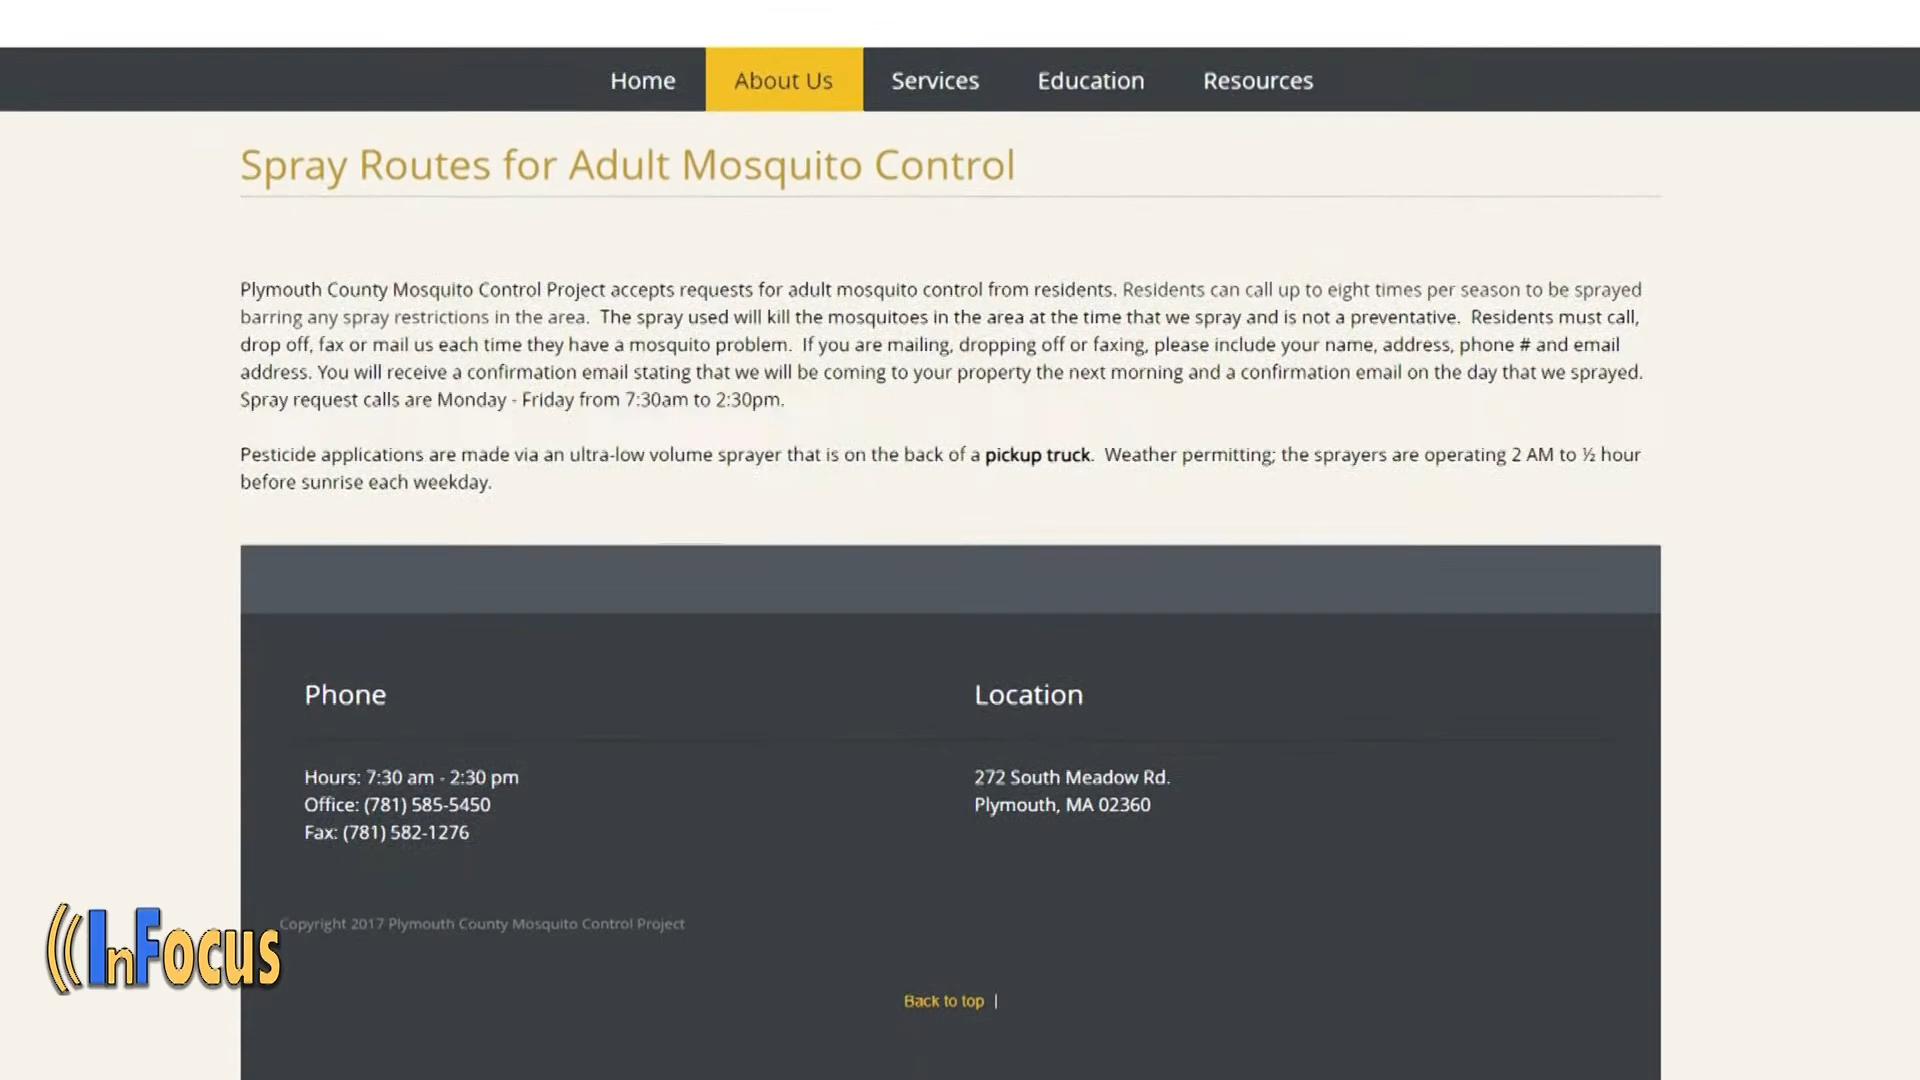 Home About Us Services Education Resources
Spray Routes for Adult Mosquito Control
Plymouth County Mosquito Control Project accepts requests for adult mosquito control from residents. Residents can call up to eight times per season to be sprayed
barring any spray restrictions in the area. The spray used will kill the mosquitoes in the area at the time that we spray and is not a preventative. Residents must call,
drop off, fax or mail us each time they have a mosquito problem. If you are mailing, dropping off or faxing, please include your name, address, phone # and email
address. You will receive a confirmation email stating that we will be coming to your property the next morning and a confirmation email on the day that we sprayed.
Spray request calls are Monday - Friday from 7:30am to 2:30pm.
Pesticide applications are made via an ultra-low volume sprayer that is on the back of a pickup truck. Weather permitting; the sprayers are operating 2 AM to ½ hour
before sunrise each weekday.
Phone
Hours: 7:30 am - 2:30 pm
Office: (781) 585-5450
Fax: (781) 582-1276
Location
272 South Meadow Rd.
Plymouth, MA 02360
Copyright 2017 Plymouth County Mosquito Control Project
InFocus
Back to top |